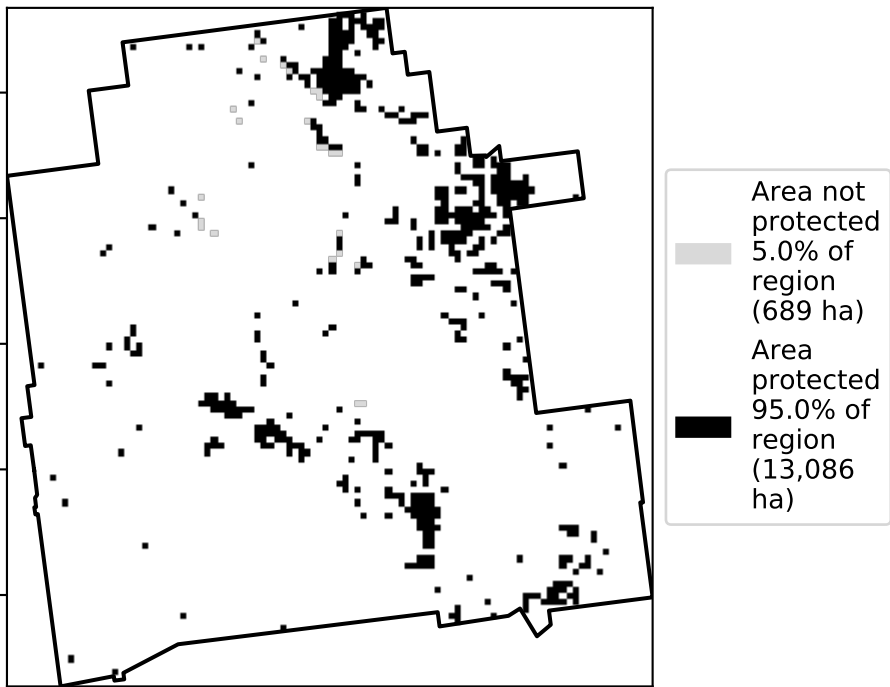 Area not
protected
5.0% of
region
(689 ha)
Area
protected
95.0% of
region
(13,086
ha)